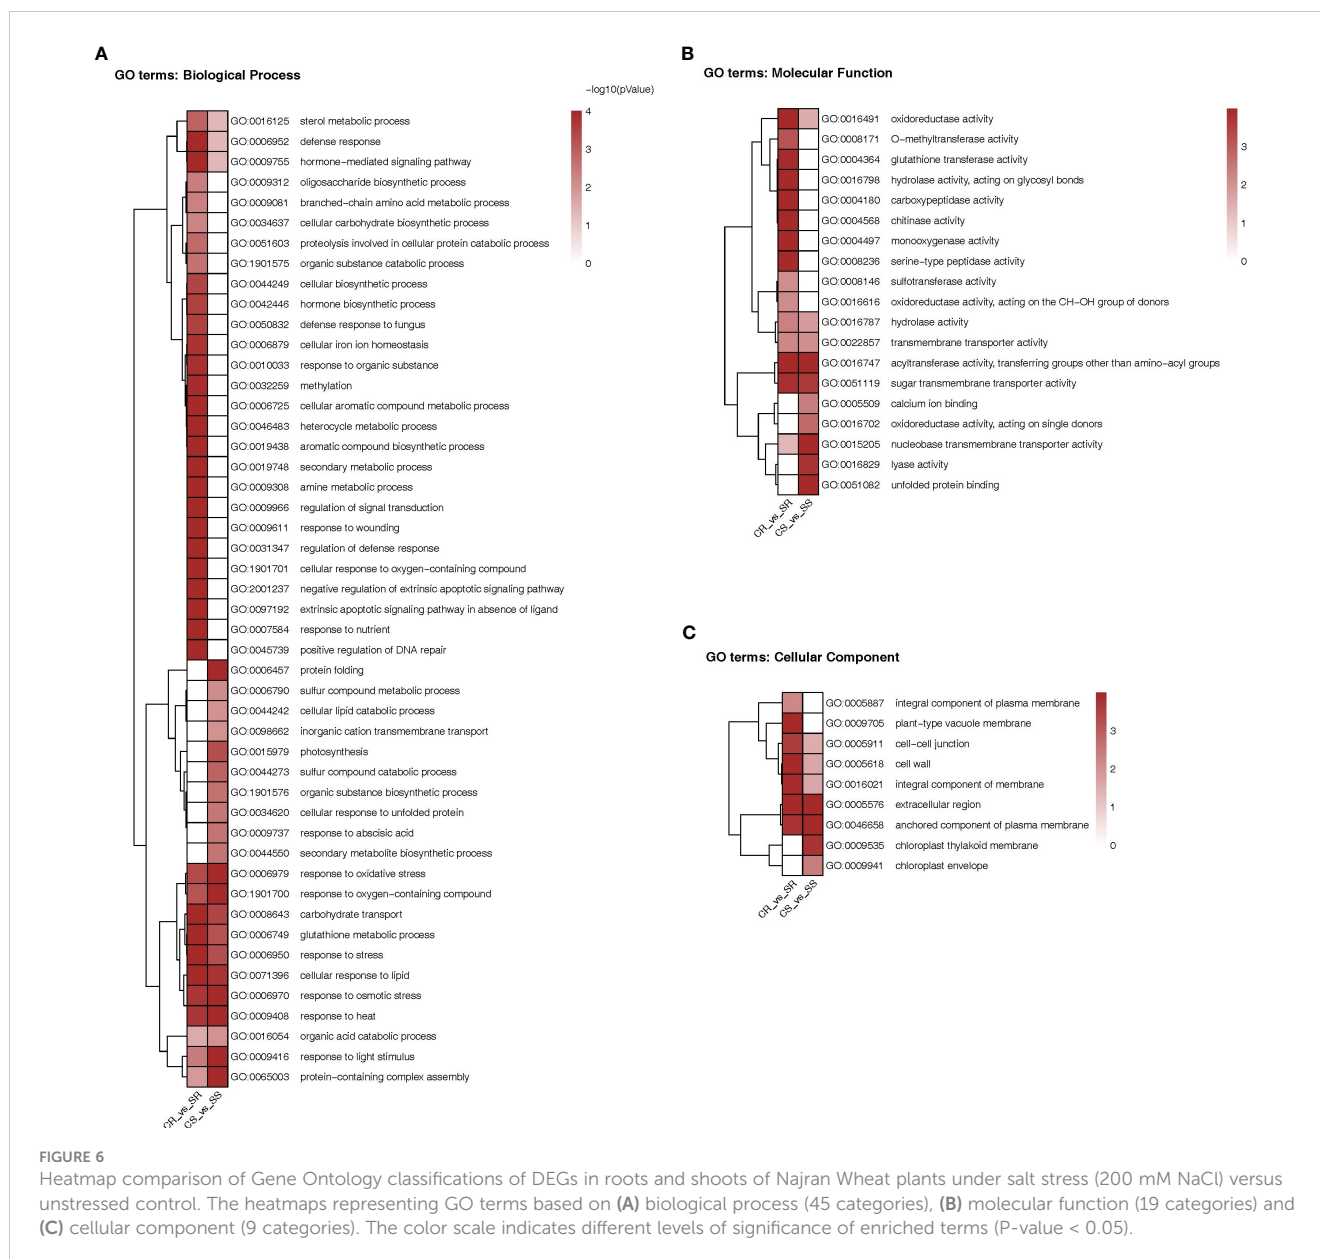 A
GO terms: Biological Process
−log10(pValue)
4
3
2
1
0
GO:0016125 sterol metabolic process
GO:0006952 defense response
GO:0009755 hormone−mediated signaling pathway
GO:0009312 oligosaccharide biosynthetic process
GO:0009081 branched−chain amino acid metabolic process
GO:0034637 cellular carbohydrate biosynthetic process
GO:0051603 proteolysis involved in cellular protein catabolic process
GO:1901575 organic substance catabolic process
GO:0044249 cellular biosynthetic process
GO:0042446 hormone biosynthetic process
GO:0050832 defense response to fungus
GO:0006879 cellular iron ion homeostasis
GO:0010033 response to organic substance
GO:0032259 methylation
GO:0006725 cellular aromatic compound metabolic process
GO:0046483 heterocycle metabolic process
GO:0019438 aromatic compound biosynthetic process
GO:0019748 secondary metabolic process
GO:0009308 amine metabolic process
GO:0009966 regulation of signal transduction
GO:0009611 response to wounding
GO:0031347 regulation of defense response
GO:1901701 cellular response to oxygen−containing compound
GO:2001237 negative regulation of extrinsic apoptotic signaling pathway
GO:0097192 extrinsic apoptotic signaling pathway in absence of ligand
GO:0007584 response to nutrient
GO:0045739 positive regulation of DNA repair
GO:0006457 protein folding
GO:0006790 sulfur compound metabolic process
GO:0044242 cellular lipid catabolic process
GO:0098662 inorganic cation transmembrane transport
GO:0015979 photosynthesis
GO:0044273 sulfur compound catabolic process
GO:1901576 organic substance biosynthetic process
GO:0034620 cellular response to unfolded protein
GO:0009737 response to abscisic acid
GO:0044550 secondary metabolite biosynthetic process
GO:0006979 response to oxidative stress
GO:1901700 response to oxygen−containing compound
GO:0008643 carbohydrate transport
GO:0006749 glutathione metabolic process
GO:0006950 response to stress
GO:0071396 cellular response to lipid
GO:0006970 response to osmotic stress
GO:0009408 response to heat
GO:0016054 organic acid catabolic process
GO:0009416 response to light stimulus
GO:0065003 protein−containing complex assembly
CR_vs_SR
CS_vs_SS
B
GO terms: Molecular Function
3
2
1
0
GO:0016491 oxidoreductase activity
GO:0008171 O−methyltransferase activity
GO:0004364 glutathione transferase activity
GO:0016798 hydrolase activity, acting on glycosyl bonds
GO:0004180 carboxypeptidase activity
GO:0004568 chitinase activity
GO:0004497 monooxygenase activity
GO:0008236 serine−type peptidase activity
GO:0008146 sulfotransferase activity
GO:0016616 oxidoreductase activity, acting on the CH−OH group of donors
GO:0016787 hydrolase activity
GO:0022857 transmembrane transporter activity
GO:0016747 acyltransferase activity, transferring groups other than amino−acyl groups
GO:0051119 sugar transmembrane transporter activity
GO:0005509 calcium ion binding
GO:0016702 oxidoreductase activity, acting on single donors
GO:0015205 nucleobase transmembrane transporter activity
GO:0016829 lyase activity
GO:0051082 unfolded protein binding
CR_vs_SR
CS_vs_SS
C
GO terms: Cellular Component
3
2
1
0
GO:0005887 integral component of plasma membrane
GO:0009705 plant−type vacuole membrane
GO:0005911 cell−cell junction
GO:0005618 cell wall
GO:0016021 integral component of membrane
GO:0005576 extracellular region
GO:0046658 anchored component of plasma membrane
GO:0009535 chloroplast thylakoid membrane
GO:0009941 chloroplast envelope
CR_vs_SR
CS_vs_SS
FIGURE 6
Heatmap comparison of Gene Ontology classifications of DEGs in roots and shoots of Najran Wheat plants under salt stress (200 mM NaCl) versus
unstressed control. The heatmaps representing GO terms based on (A) biological process (45 categories), (B) molecular function (19 categories) and
(C) cellular component (9 categories). The color scale indicates different levels of significance of enriched terms (P-value < 0.05).